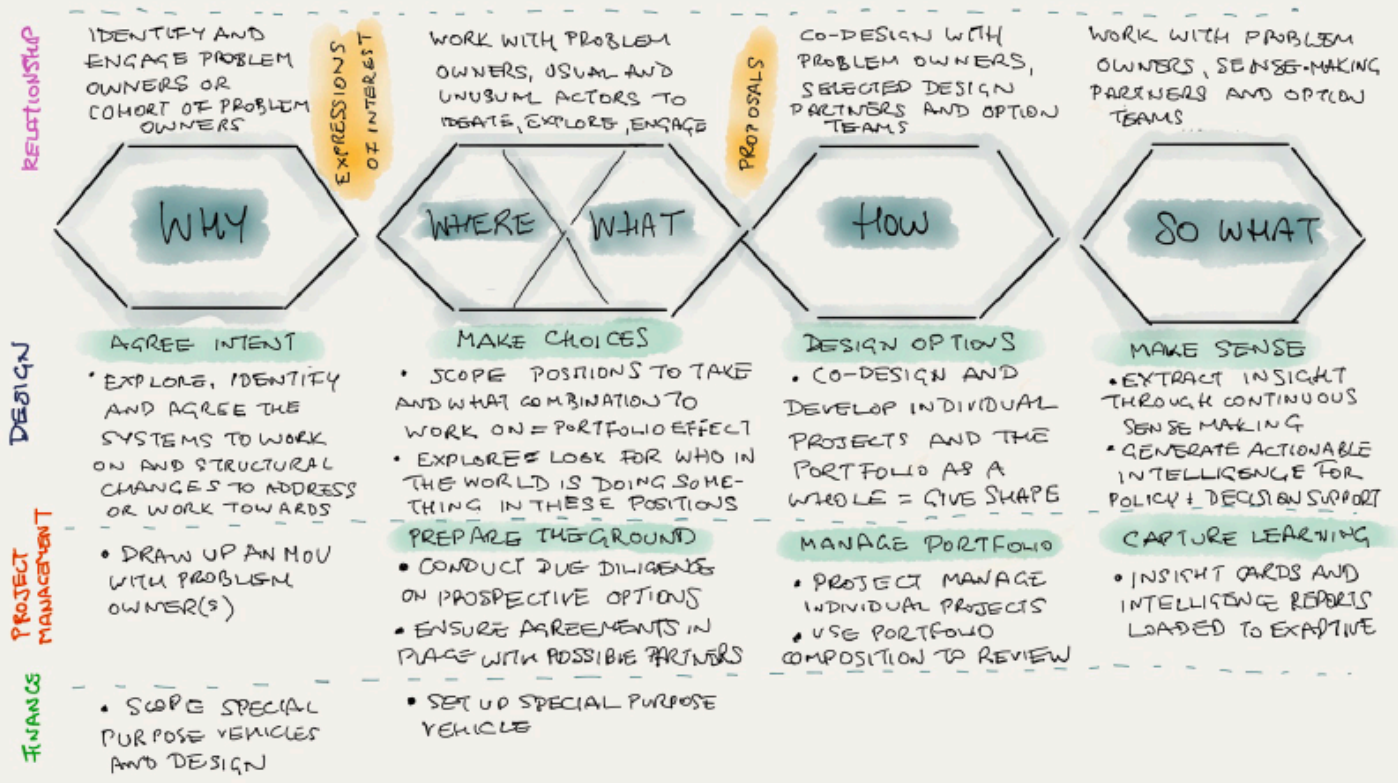 RELATIONSHIP
IDENTIFY AND
ENGAGE PROBLEM
OWNERS OR
COHORT OF PROBLEM
OWNERS
EXPRESSIONS
OF INTEREST
WORK WITH PROBLEM
OWNERS, USUAL AND
UNUSUAL ACTORS TO
IDEATE, EXPLORE, ENGAGE
PROPOSALS
CO-DESIGN WITH
PROBLEM OWNERS,
SELECTED DESIGN
PARTNERS AND OPTION
TEAMS
WORK WITH PROBLEM
OWNERS, SENSE-MAKING
PARTNERS AND OPTION
TEAMS
WHY
WHERE
WHAT
HOW
SO WHAT
DESIGN
AGREE INTENT
• EXPLORE, IDENTIFY
AND AGREE THE
SYSTEMS TO WORK
ON AND STRUCTURAL
CHANGES TO ADDRESS
OR WORK TOWARDS
MAKE CHOICES
• SCOPE POSITIONS TO TAKE
AND WHAT COMBINATION TO
WORK ON = PORTFOLIO EFFECT
• EXPLORE = LOOK FOR WHO IN
THE WORLD IS DOING SOME-
THING IN THESE POSITIONS
DESIGN OPTIONS
• CO-DESIGN AND
DEVELOP INDIVIDUAL
PROJECTS AND THE
PORTFOLIO AS A
WHOLE = GIVE SHAPE
MAKE SENSE
• EXTRACT INSIGHT
THROUGH CONTINUOUS
SENSE MAKING
• GENERATE ACTIONABLE
INTELLIGENCE FOR
POLICY + DECISION SUPPORT
PROJECT
MANAGEMENT
• DRAW UP AN MOU
WITH PROBLEM
OWNER(S)
PREPARE THE GROUND
• CONDUCT DUE DILIGENCE
ON PROSPECTIVE OPTIONS
• ENSURE AGREEMENTS IN
PLACE WITH POSSIBLE PARTNERS
MANAGE PORTFOLIO
• PROJECT MANAGE
INDIVIDUAL PROJECTS
• USE PORTFOLIO
COMPOSITION TO REVIEW
CAPTURE LEARNING
• INSIGHT CARDS AND
INTELLIGENCE REPORTS
LOADED TO EXAPTIVE
FINANCE
• SCOPE SPECIAL
PURPOSE VEHICLES
AND DESIGN
• SET UP SPECIAL PURPOSE
VEHICLE